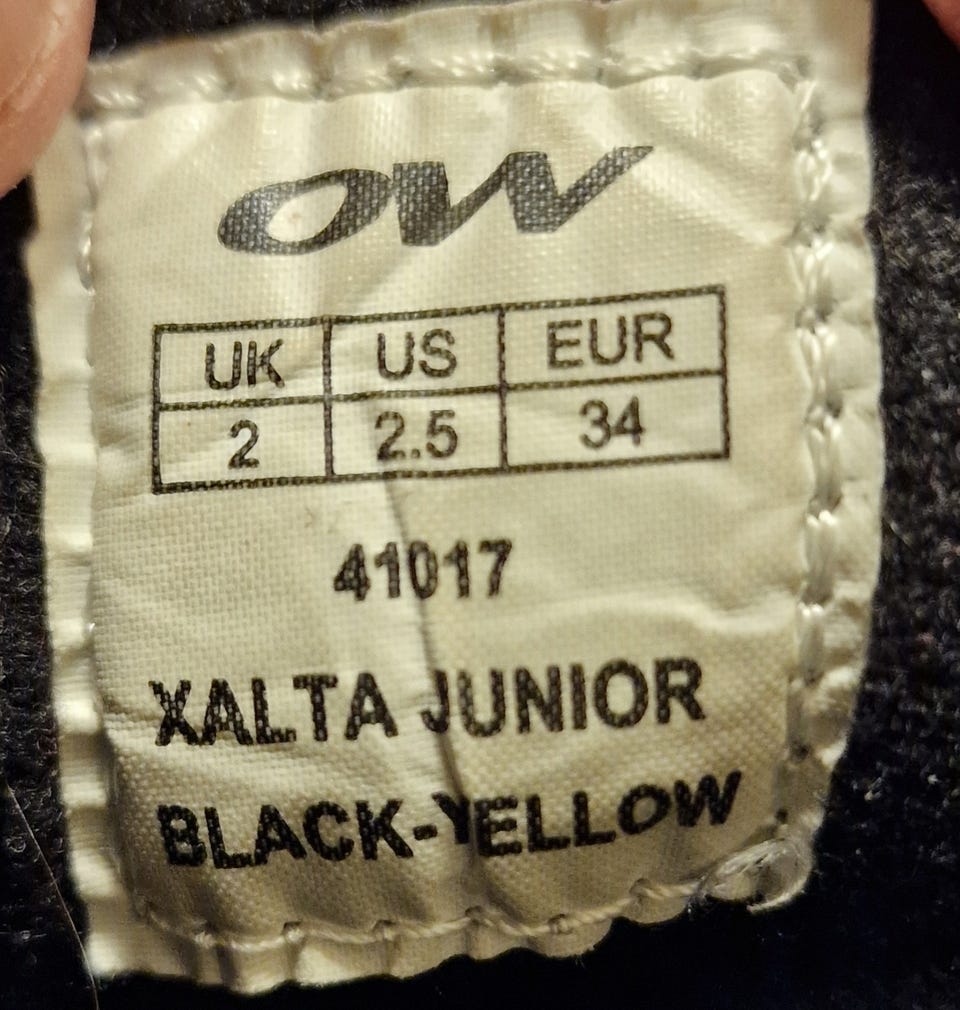 OW
UK US EUR
2 2.5 34
41017
XALTA JUNIOR
BLACK-YELLOW